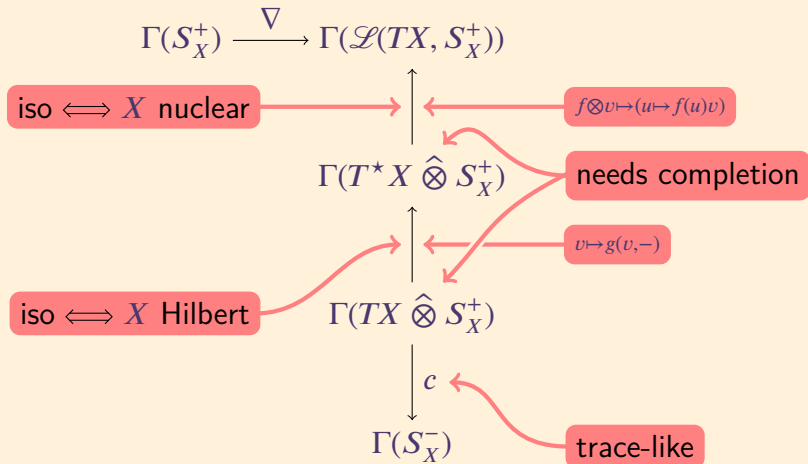 ∇
Γ(S_X^+) ⟶ Γ(ℒ(TX, S_X^+))
iso ⟺ X nuclear
f⊗v↦(u↦f(u)v)
Γ(T^⋆X ⊗̂ S_X^+)
needs completion
v↦g(v,−)
iso ⟺ X Hilbert
Γ(TX ⊗̂ S_X^+)
c
Γ(S_X^-)
trace-like